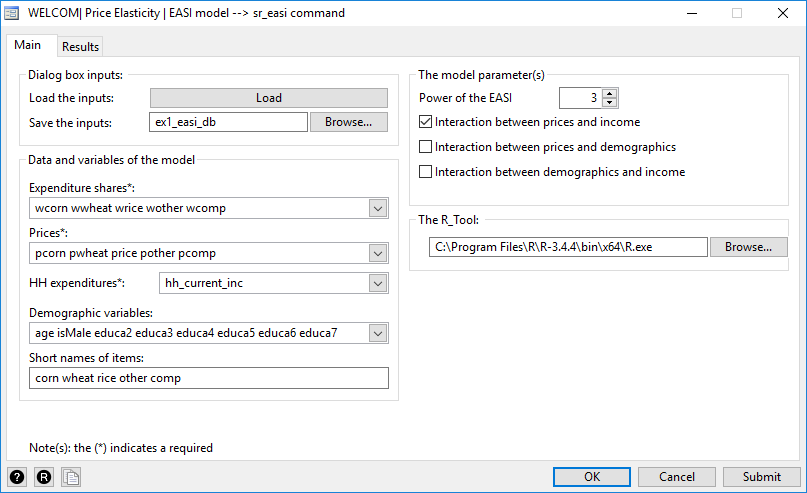 WELCOM| Price Elasticity | EASI model --> sr_easi command
Main
Results
Dialog box inputs:
Load the inputs:
Load
Save the inputs:
ex1_easi_db
Browse...
Data and variables of the model
Expenditure shares*:
wcorn wwheat wrice wother wcomp
Prices*:
pcorn pwheat price pother pcomp
HH expenditures*:
hh_current_inc
Demographic variables:
age isMale educa2 educa3 educa4 educa5 educa6 educa7
Short names of items:
corn wheat rice other comp
The model parameter(s)
Power of the EASI
3
Interaction between prices and income
Interaction between prices and demographics
Interaction between demographics and income
The R_Tool:
C:\Program Files\R\R-3.4.4\bin\x64\R.exe
Browse...
Note(s): the (*) indicates a required
?
R
OK
Cancel
Submit